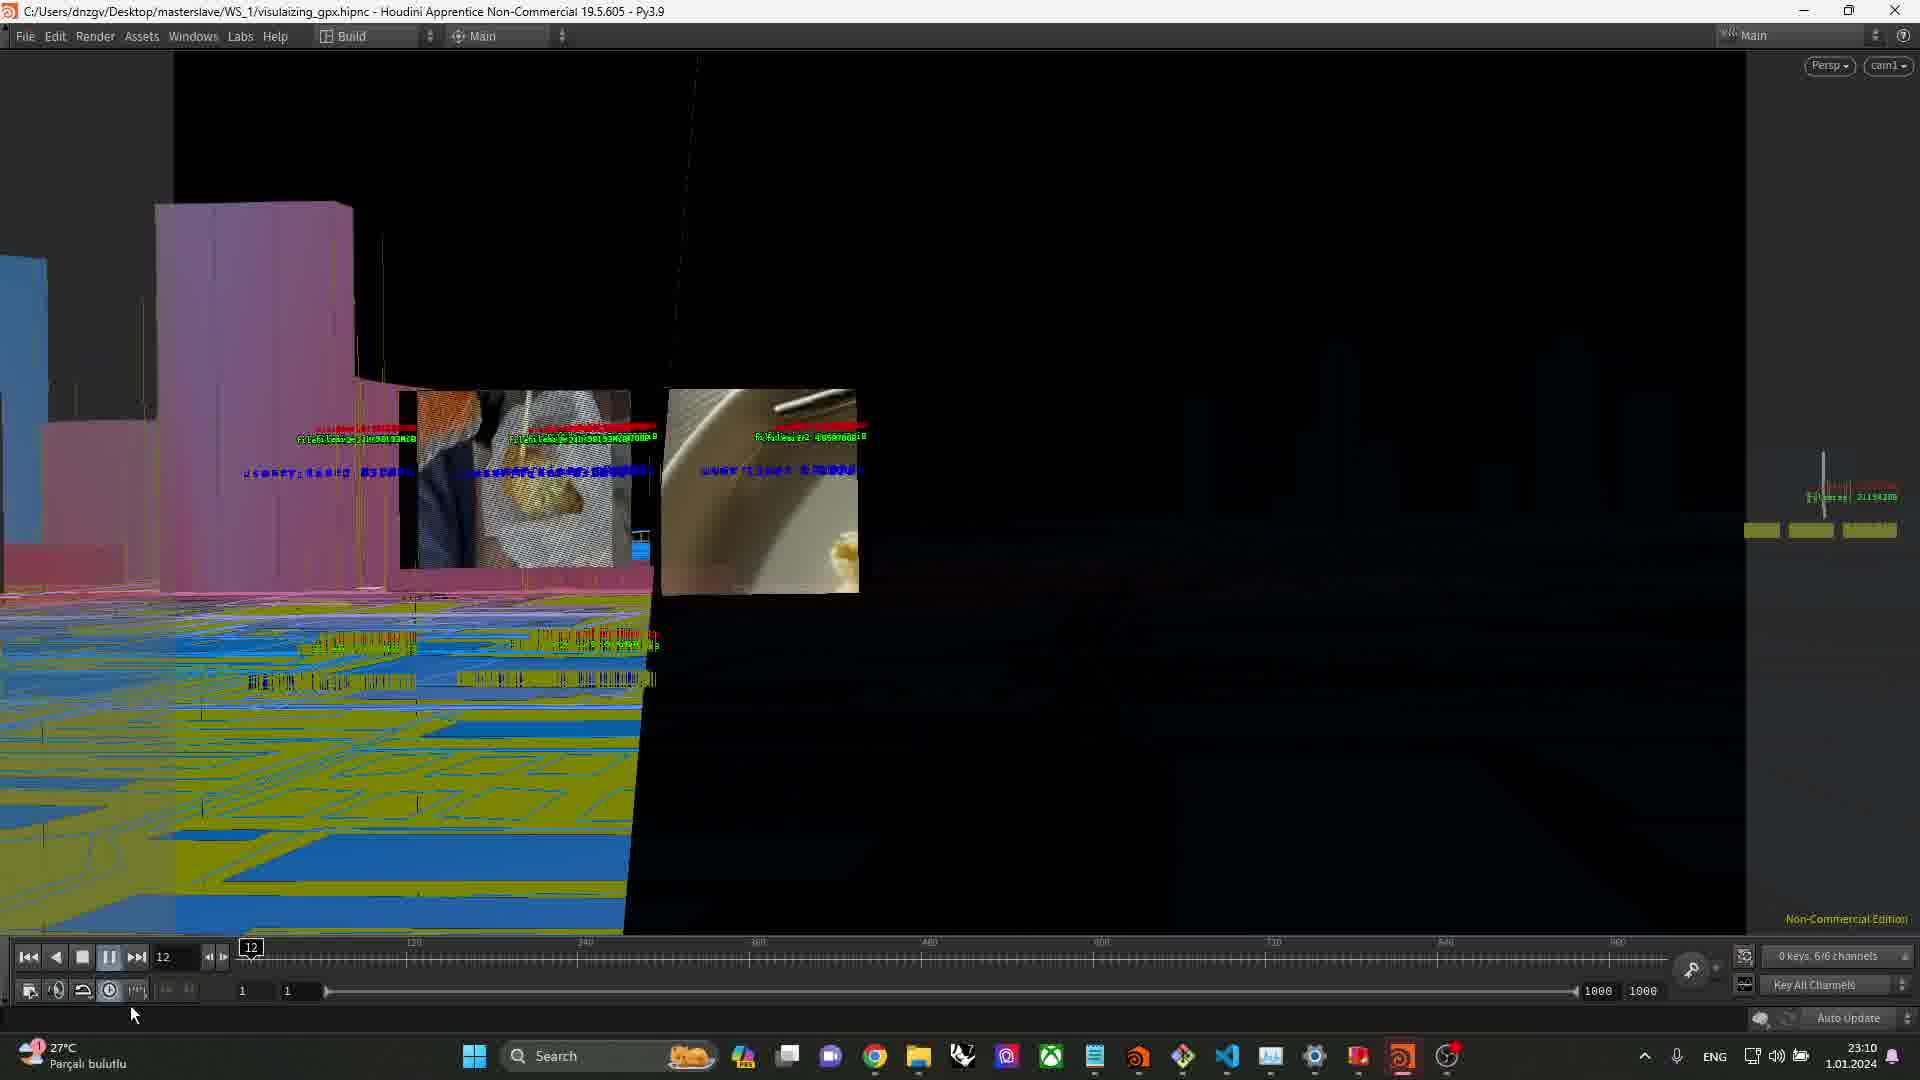 C:/Users/dnzgv/Desktop/masterslave/WS_1/visulaizing_gpx.hipnc - Houdini Apprentice Non-Commercial 19.5.605 - Py3.9
File Edit Render Assets Windows Labs Help Build Main Main
Persp cam1
Non-Commercial Edition
12 12 120 240 360 480 600 720 840 960
0 keys, 6/6 channels
1 1 1000 1000
Key All Channels
Auto Update
1
27°C
Parçalı bulutlu
Search
PRE
ENG
23:10
1.01.2024